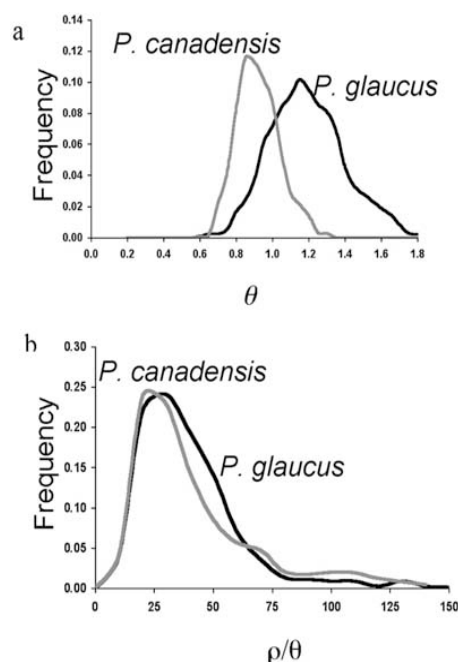 a
P. canadensis
P. glaucus
Frequency
0.14
0.12
0.10
0.08
0.06
0.04
0.02
0.00
0.0 0.2 0.4 0.6 0.8 1.0 1.2 1.4 1.6 1.8
θ
b
P. canadensis
P. glaucus
Frequency
0.30
0.25
0.20
0.15
0.10
0.05
0.00
0 25 50 75 100 125 150
ρ/θ